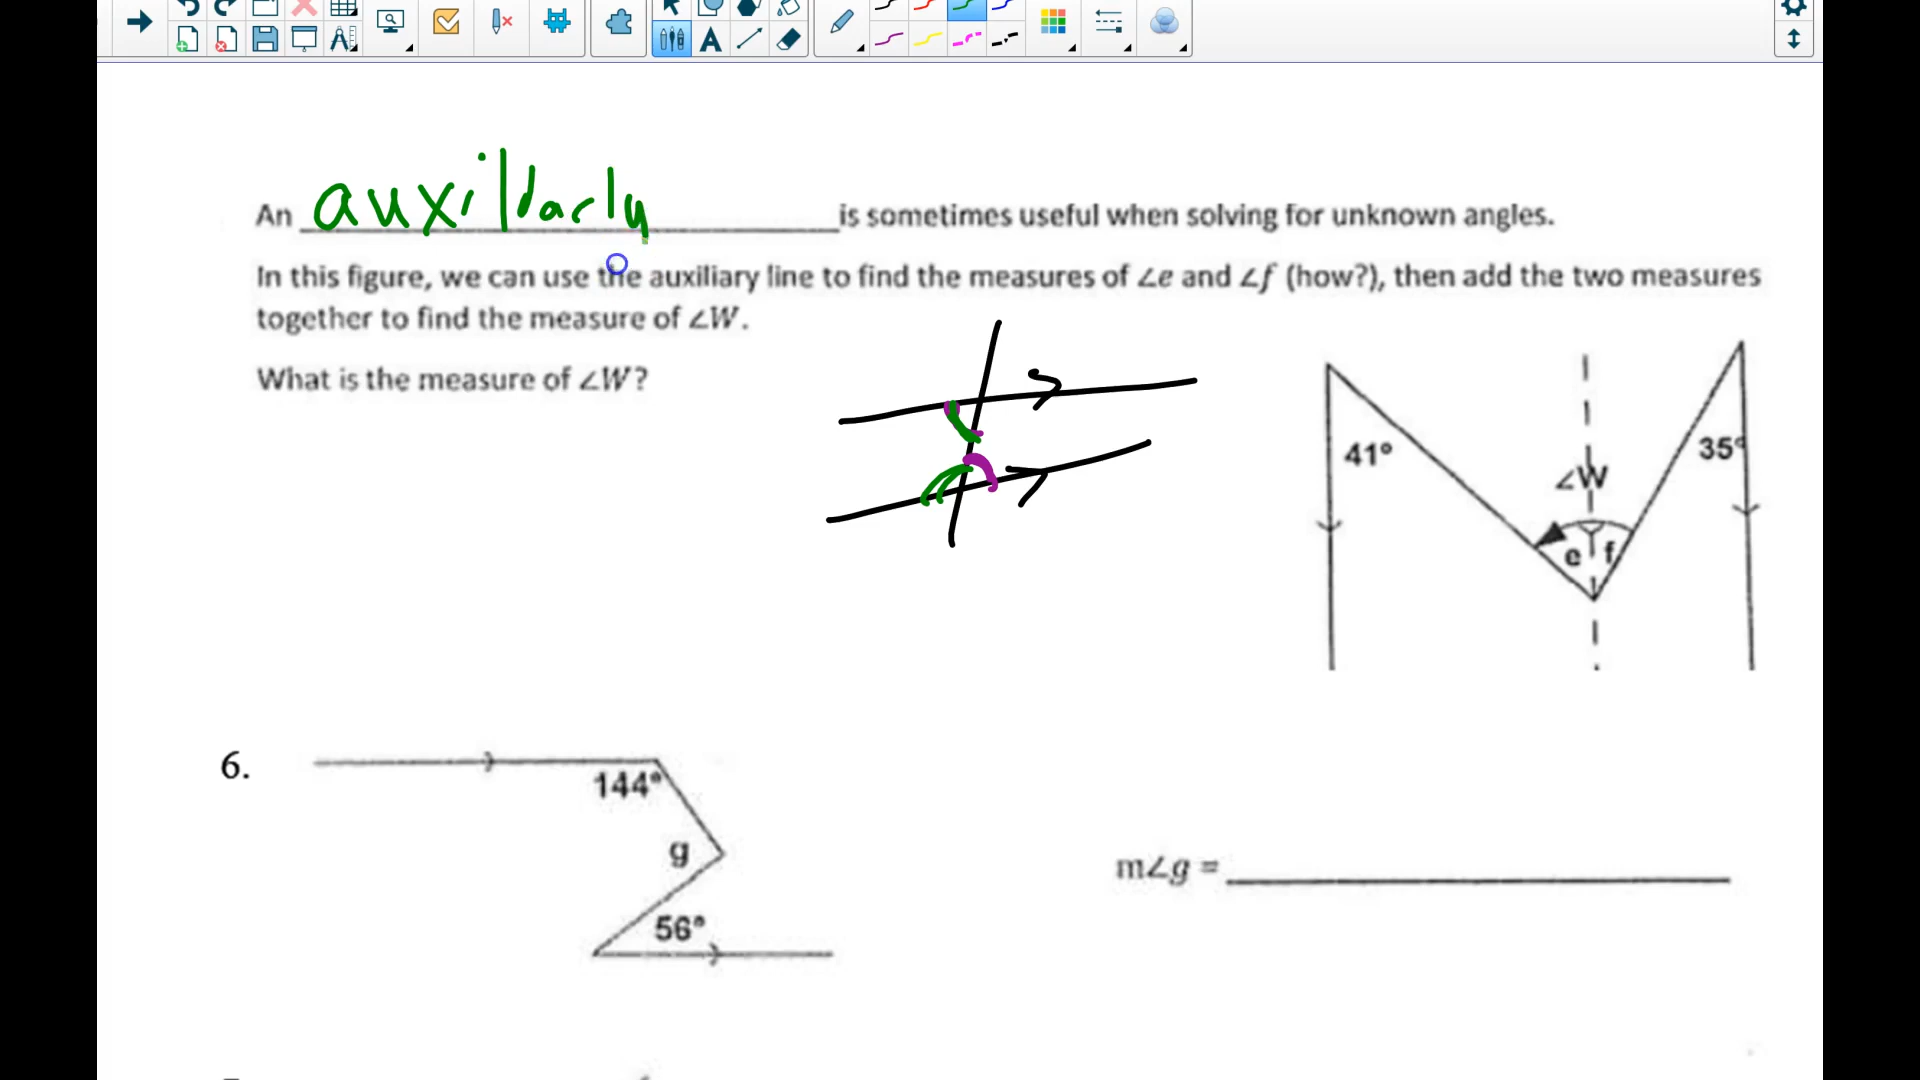 An auxildarly is sometimes useful when solving for unknown angles.
In this figure, we can use the auxiliary line to find the measures of ∠e and ∠f (how?), then add the two measures
together to find the measure of ∠W.
What is the measure of ∠W?
41°
35°
∠W
e f
6.
144°
g
m∠g =
56°